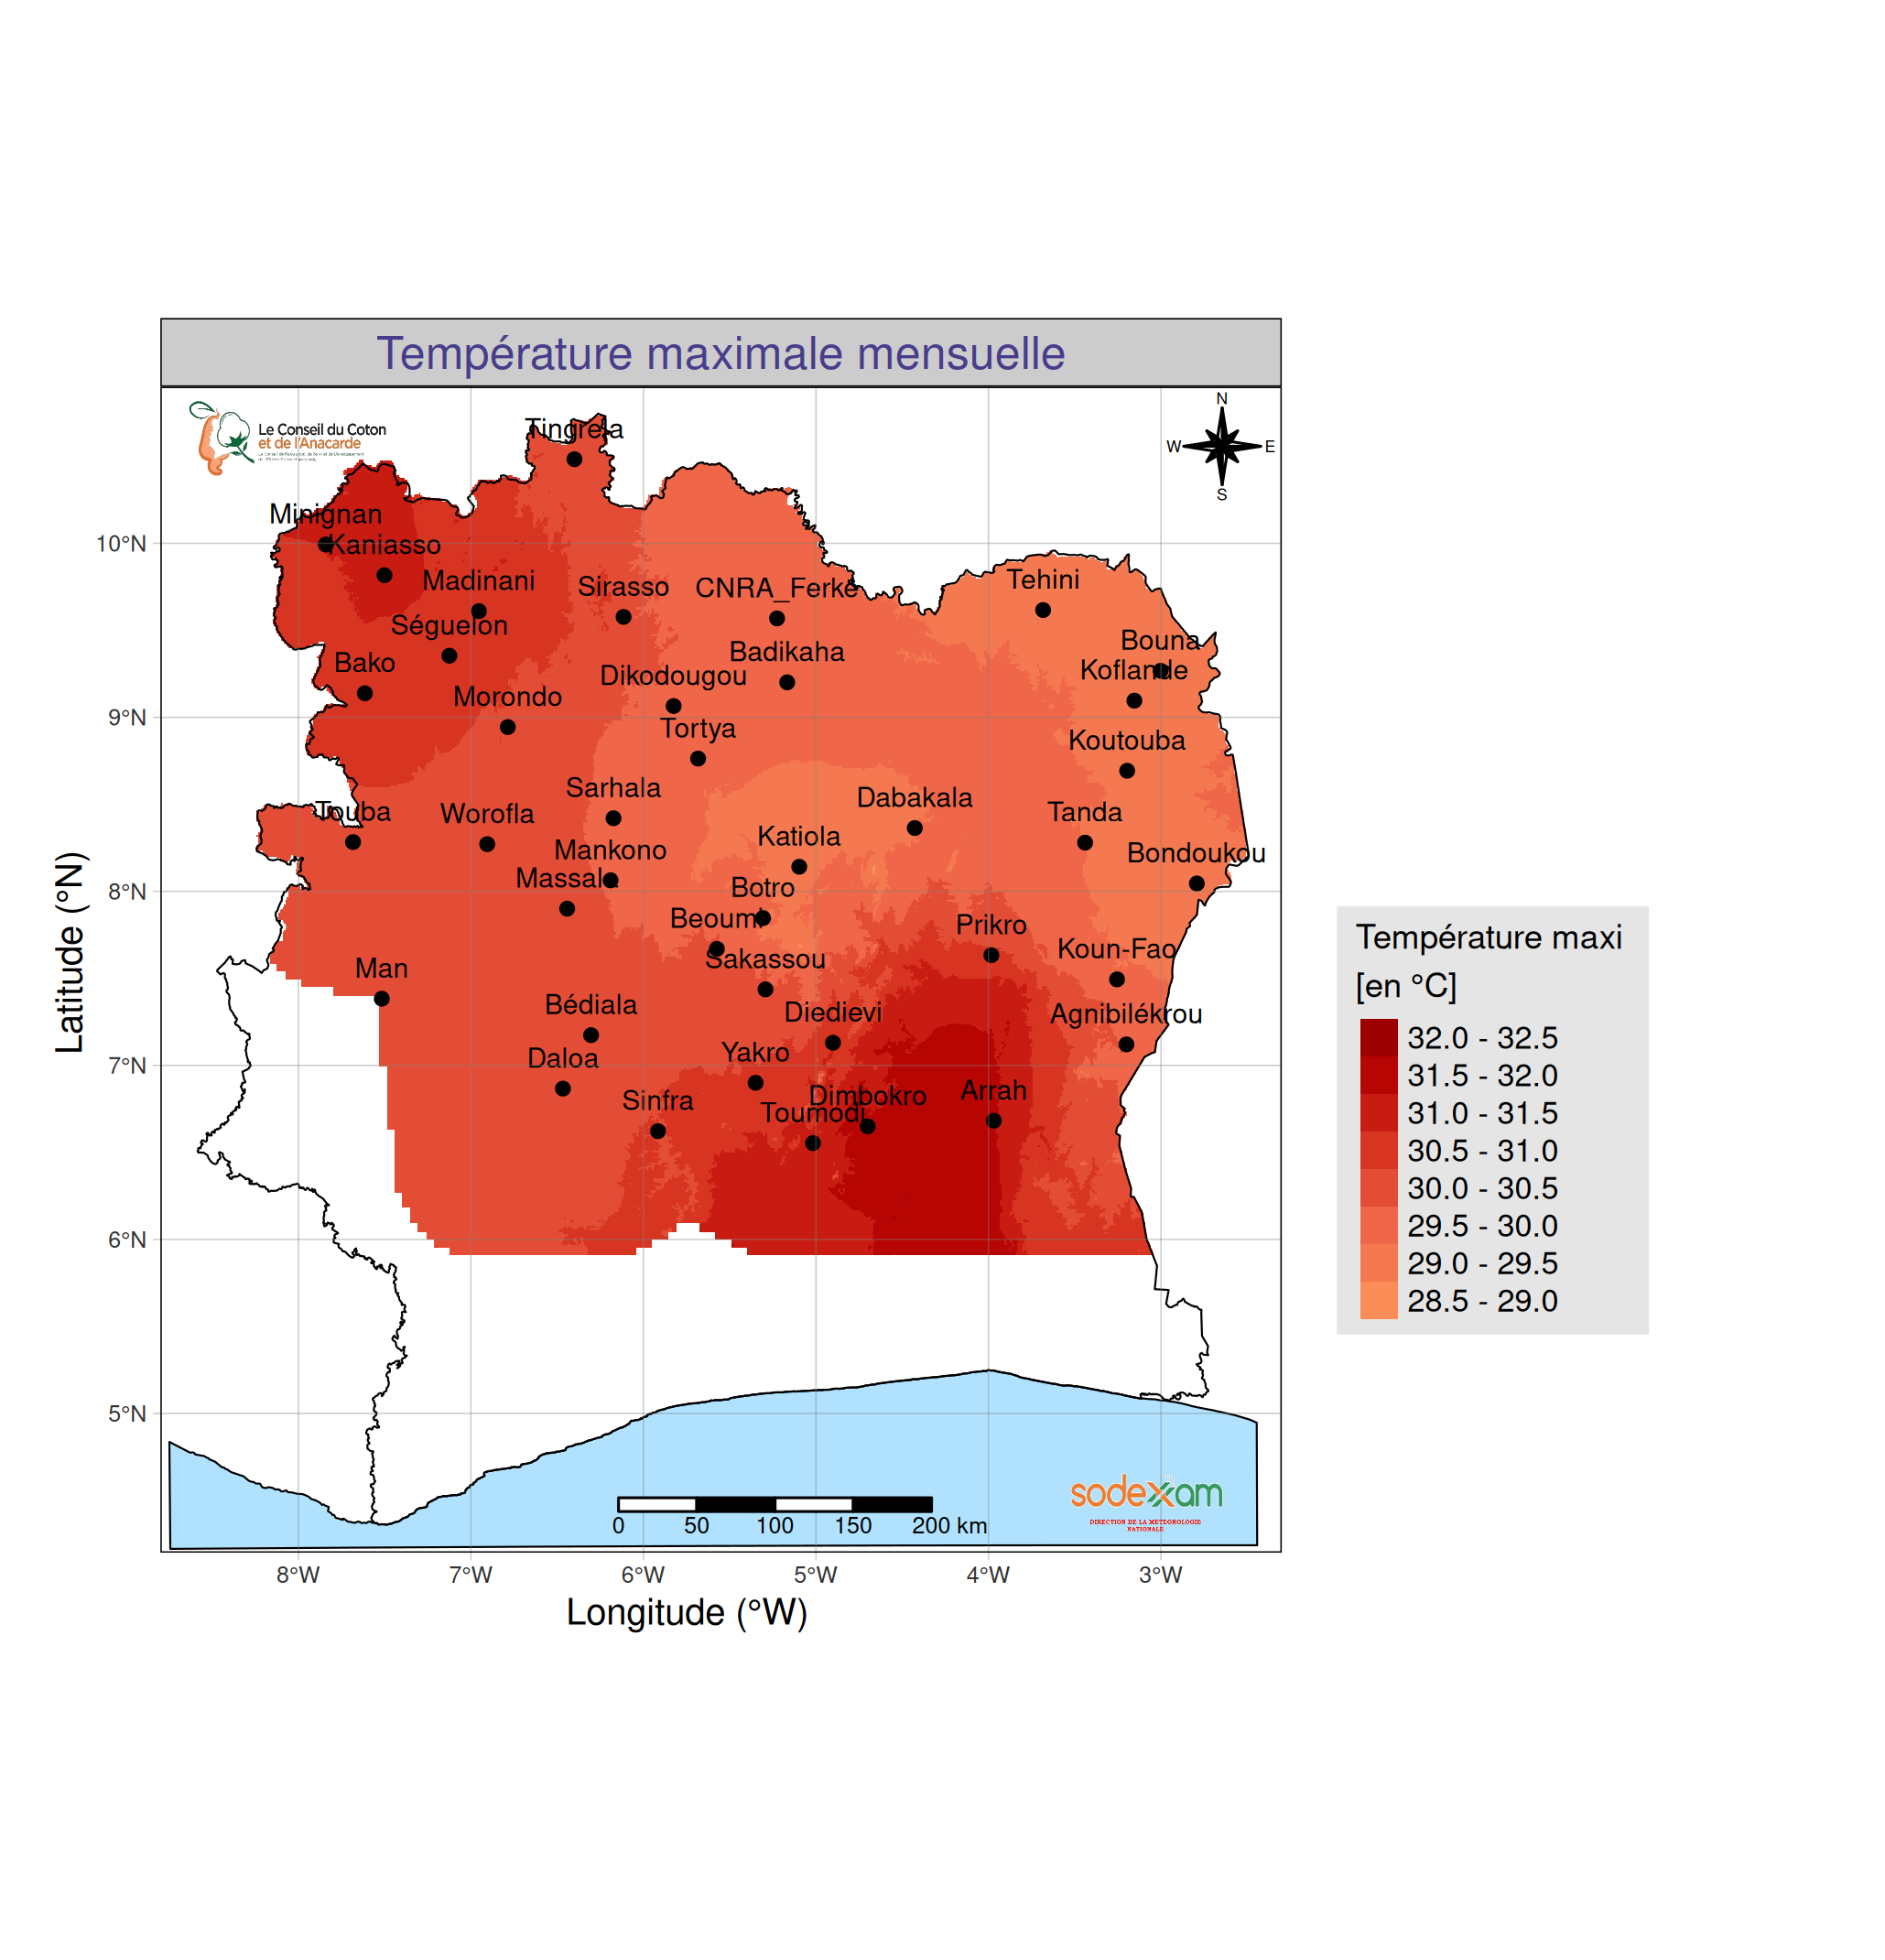 Température maximale mensuelle
Le Conseil du Coton
et de l'Anacarde
N
W
E
S
Tingrela
Minignan
Kaniasso
Madinani
Sirasso
CNRA_Ferke
Tehini
Séguelon
Bouna
Badikaha
Bako
Koflande
Dikodougou
Morondo
Tortya
Koutouba
Sarhala
Dabakala
Touba
Worofla
Tanda
Katiola
Mankono
Bondoukou
Massala
Botro
Beoumi
Prikro
Koun-Fao
Sakassou
Man
Bédiala
Diedievi
Agnibilékrou
Daloa
Yakro
Sinfra
Dimbokro
Arrah
Toumodi
10°N
9°N
8°N
7°N
6°N
5°N
Latitude (°N)
0
50
100
150
200 km
sodexam
DIRECTION DE LA METEOROLOGIE
NATIONALE
8°W
7°W
6°W
5°W
4°W
3°W
Longitude (°W)
Température maxi
[en °C]
32.0 - 32.5
31.5 - 32.0
31.0 - 31.5
30.5 - 31.0
30.0 - 30.5
29.5 - 30.0
29.0 - 29.5
28.5 - 29.0